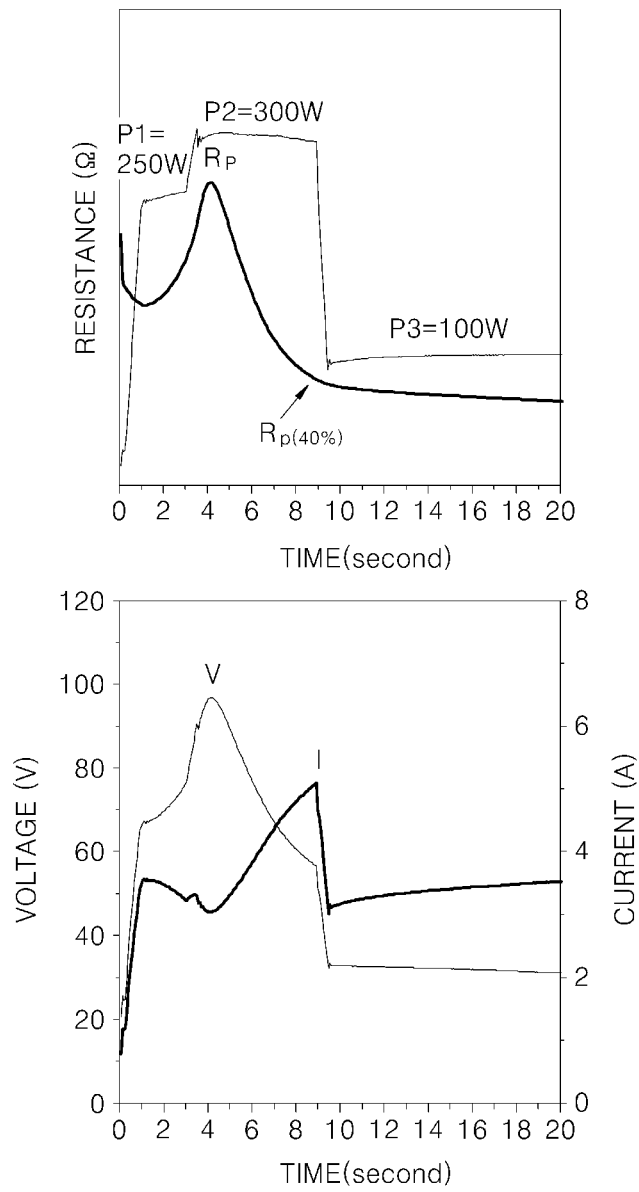 P2=300W
P1=
250W
RP
RESISTANCE (Ω)
P3=100W
Rp(40%)
0 2 4 6 8 10 12 14 16 18 20
TIME(second)
120
100
80
60
40
20
0
VOLTAGE (V)
V
I
8
6
4
2
0
CURRENT (A)
0 2 4 6 8 10 12 14 16 18 20
TIME(second)